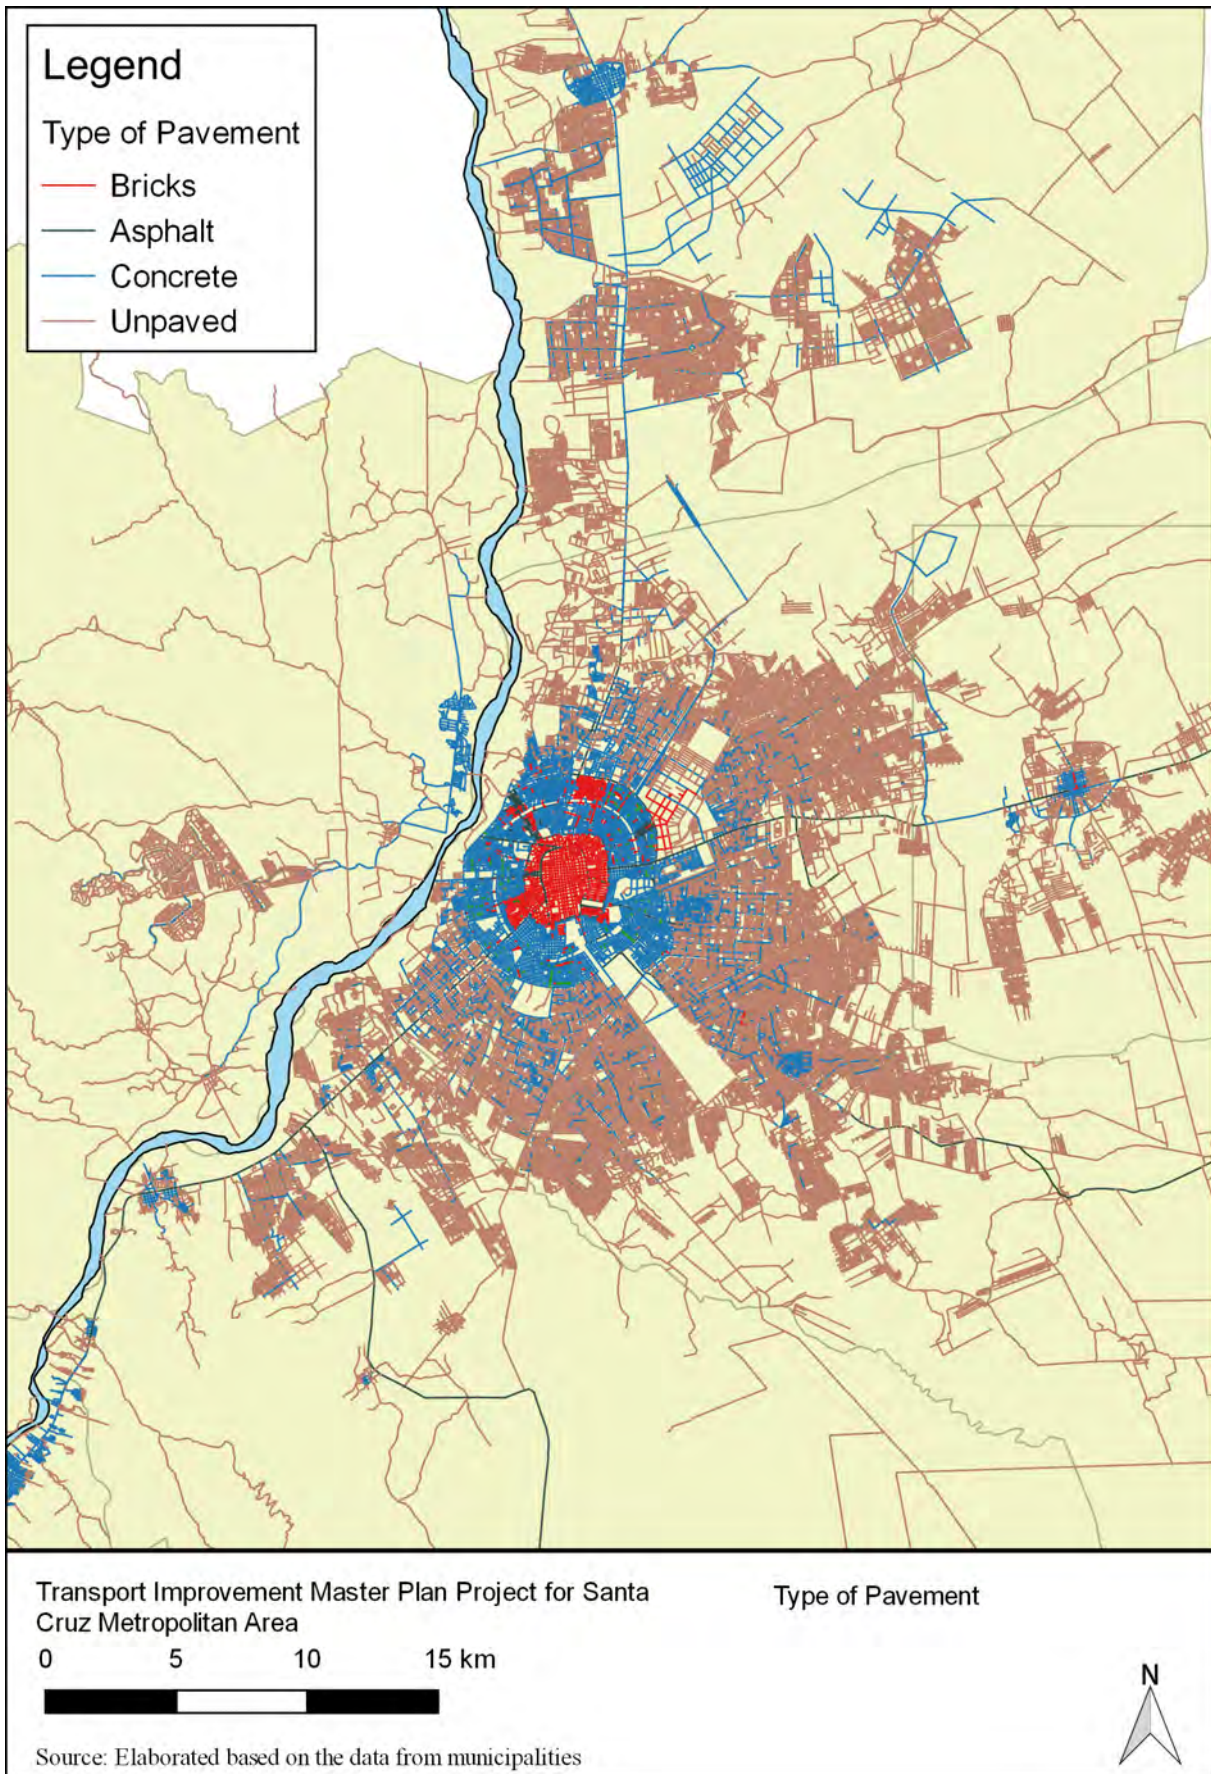 Legend
Type of Pavement
Bricks
Asphalt
Concrete
Unpaved
Transport Improvement Master Plan Project for Santa
Cruz Metropolitan Area
Type of Pavement
0 5 10 15 km
N
Source: Elaborated based on the data from municipalities